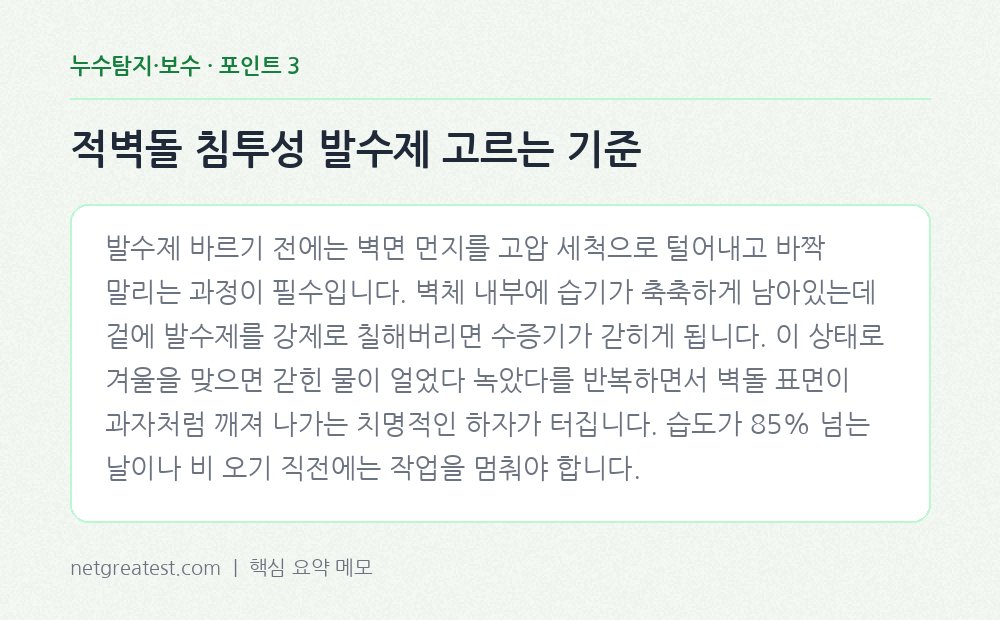 누수탐지·보수 · 포인트 3
적벽돌 침투성 발수제 고르는 기준
발수제 바르기 전에는 벽면 먼지를 고압 세척으로 털어내고 바짝
말리는 과정이 필수입니다. 벽체 내부에 습기가 축축하게 남아있는데
겉에 발수제를 강제로 칠해버리면 수증기가 갇히게 됩니다. 이 상태로
겨울을 맞으면 갇힌 물이 얼었다 녹았다를 반복하면서 벽돌 표면이
과자처럼 깨져 나가는 치명적인 하자가 터집니다. 습도가 85% 넘는
날이나 비 오기 직전에는 작업을 멈춰야 합니다.
netgreatest.com | 핵심 요약 메모